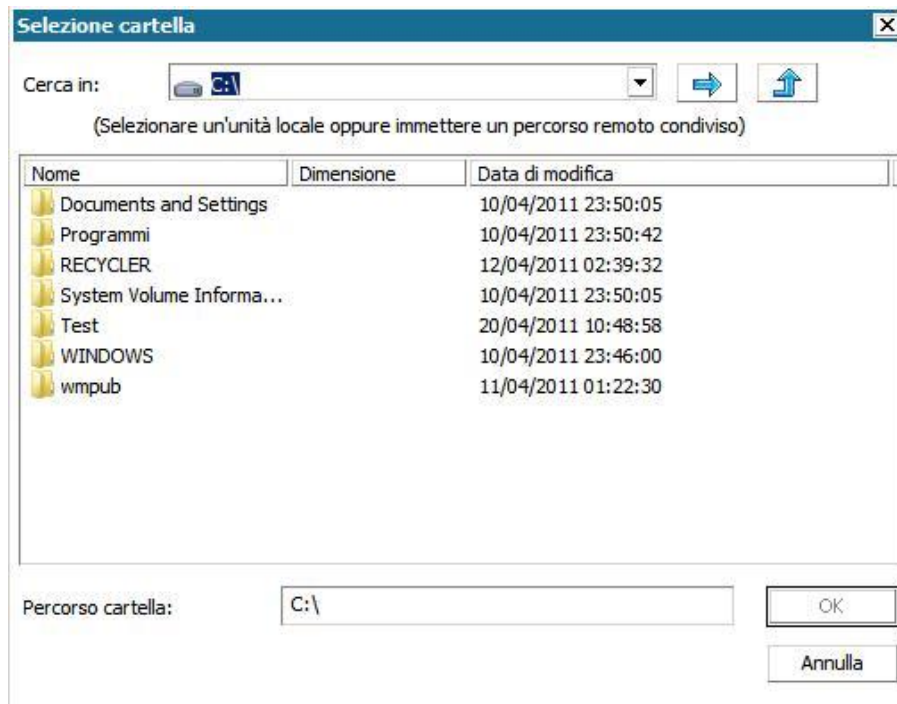 Selezione cartella
Cerca in: C:\
(Selezionare un'unità locale oppure immettere un percorso remoto condiviso)
Nome Dimensione Data di modifica
Documents and Settings 10/04/2011 23:50:05
Programmi 10/04/2011 23:50:42
RECYCLER 12/04/2011 02:39:32
System Volume Informa... 10/04/2011 23:50:05
Test 20/04/2011 10:48:58
WINDOWS 10/04/2011 23:46:00
wmpub 11/04/2011 01:22:30
Percorso cartella: C:\ OK
Annulla